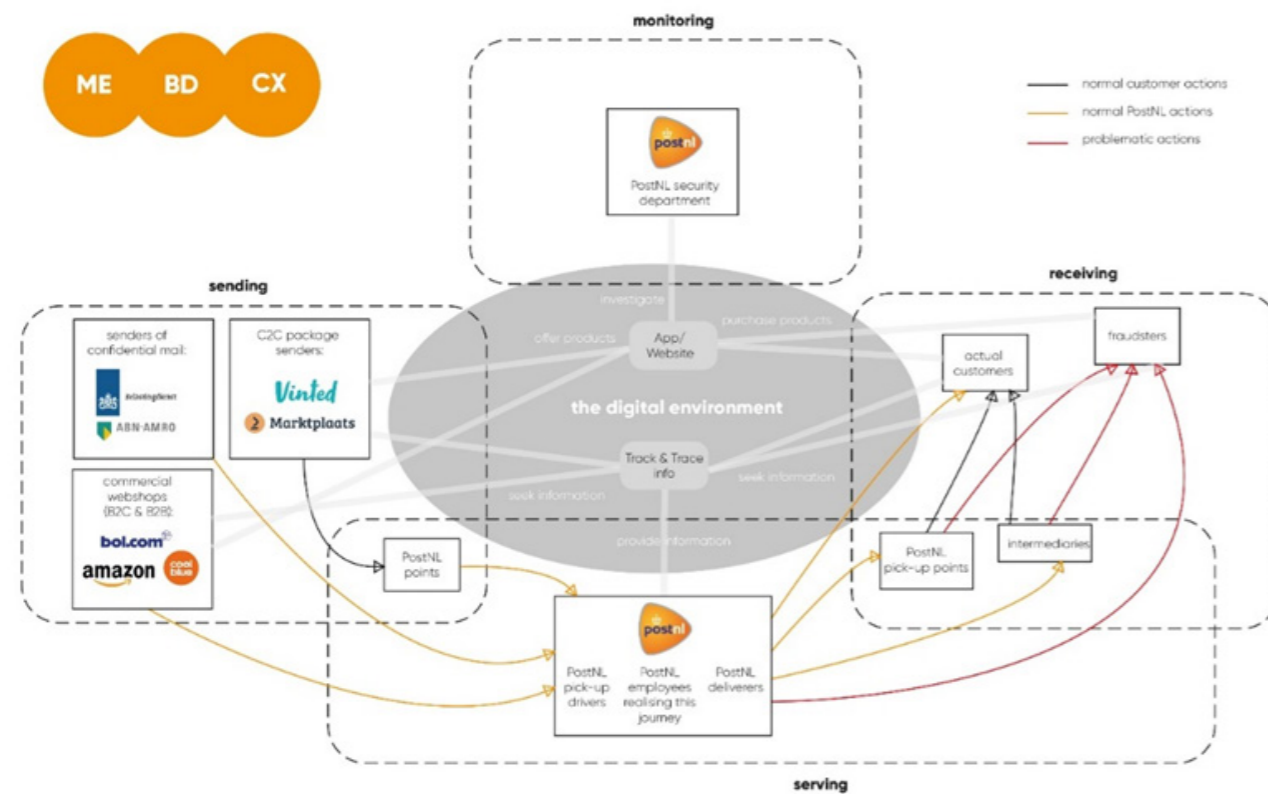 monitoring
ME BD CX
normal customer actions
normal PostNL actions
problematic actions
postnl
PostNL security
department
sending
receiving
senders of
confidential mail:
Belastingdienst
ABN·AMRO
C2C package
senders:
Vinted
2 Marktplaats
commercial
webshops
(B2C & B2B):
bol.com
amazon
cool
blue
investigate
offer products
purchase products
App/
Website
the digital environment
Track & Trace
info
seek information
seek information
provide information
actual
customers
fraudsters
PostNL
points
PostNL
pick-up points
intermediaries
postnl
PostNL
pick-up
drivers
PostNL
employees
realising this
journey
PostNL
deliverers
serving